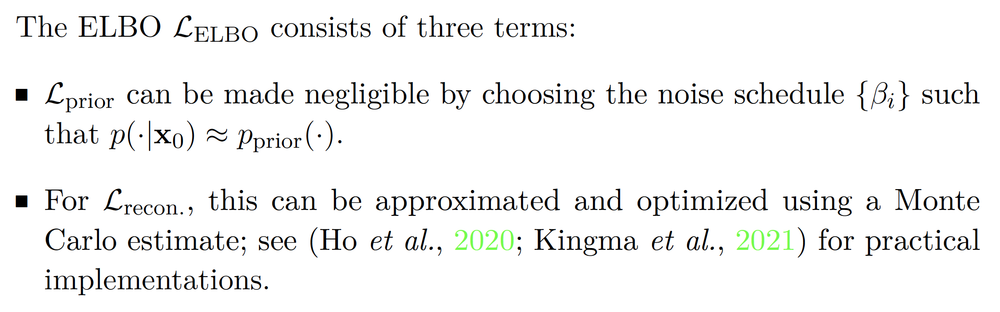 The ELBO $\mathcal{L}_{\text{ELBO}}$ consists of three terms:
■ $\mathcal{L}_{\text{prior}}$ can be made negligible by choosing the noise schedule $\{\beta_i\}$ such
that $p(\cdot|\mathbf{x}_0) \approx p_{\text{prior}}(\cdot)$.
■ For $\mathcal{L}_{\text{recon.}}$, this can be approximated and optimized using a Monte
Carlo estimate; see (Ho et al., 2020; Kingma et al., 2021) for practical
implementations.